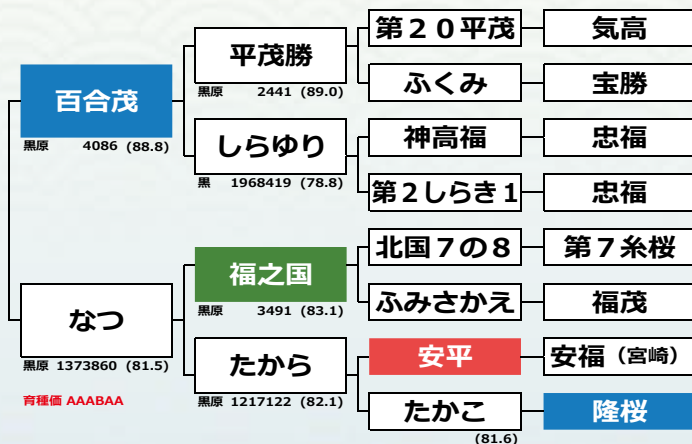 第２０平茂
気高
平茂勝
黒原 2441 (89.0)
ふくみ
宝勝
百合茂
黒原 4086 (88.8)
神高福
忠福
しらゆり
黒 1968419 (78.8)
第２しらき１
忠福
北国７の８
第７糸桜
福之国
黒原 3491 (83.1)
ふみさかえ
福茂
なつ
黒原 1373860 (81.5)
安平
安福（宮崎）
たから
黒原 1217122 (82.1)
育種価 AAABAA
たかこ
(81.6)
隆桜